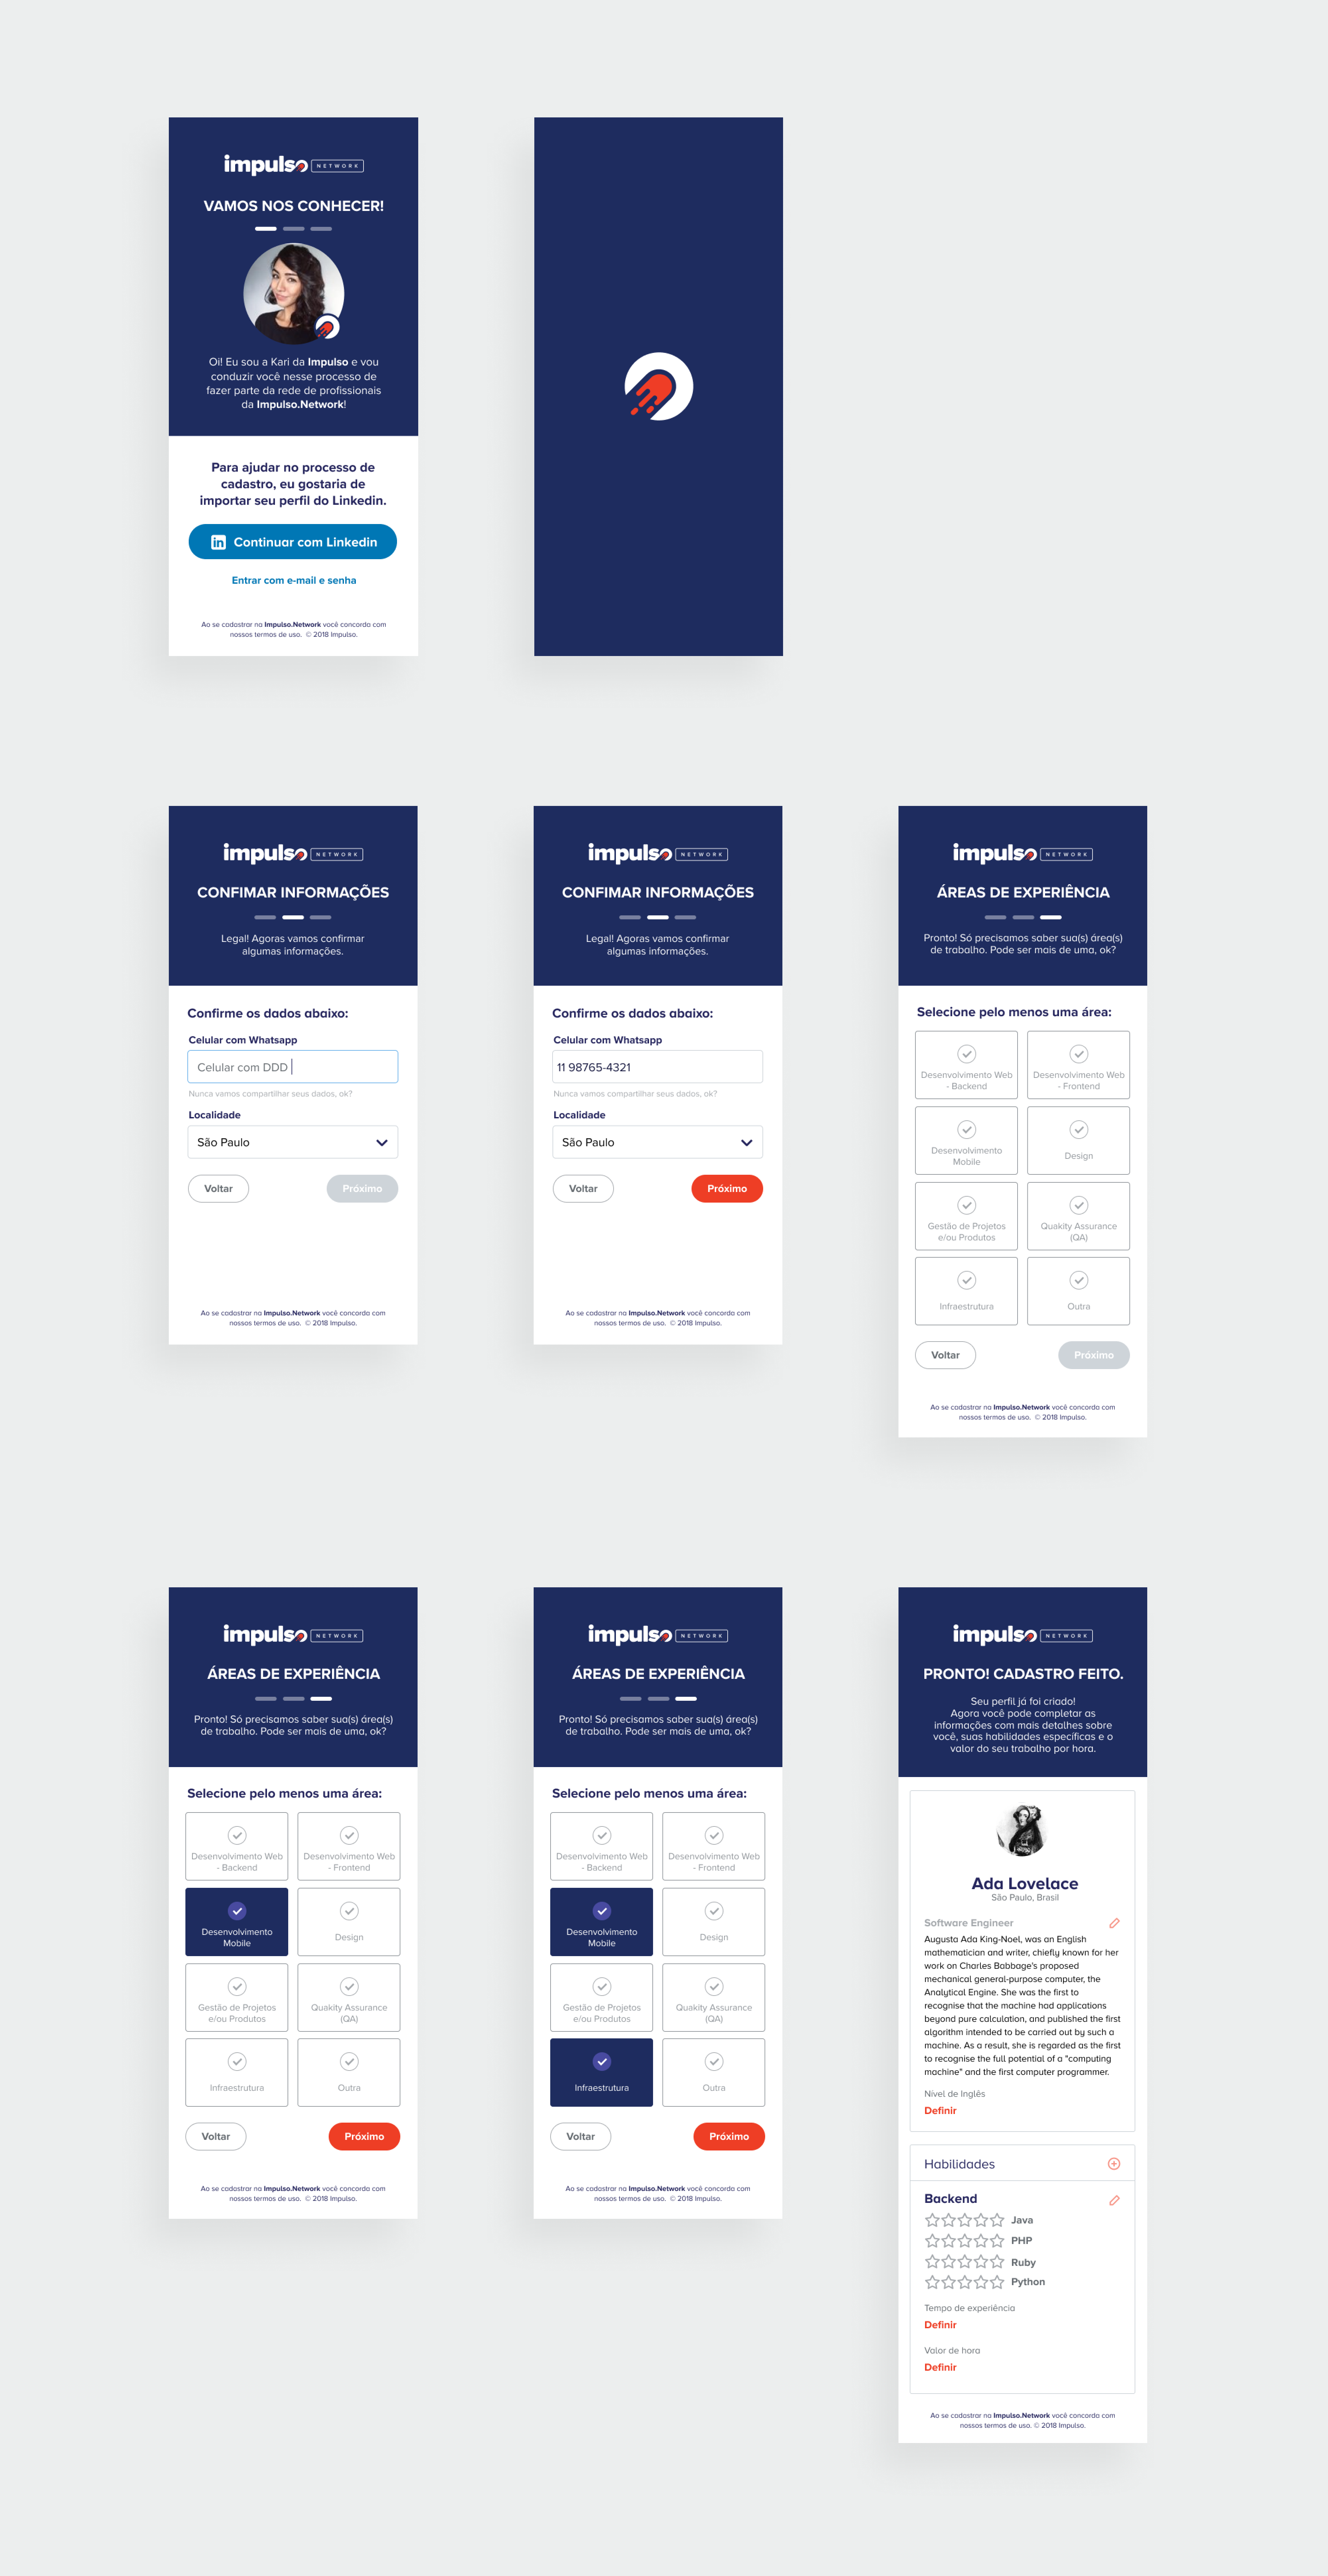 impulso NETWORK
VAMOS NOS CONHECER!
Oi! Eu sou a Kari da Impulso e vou
conduzir você nesse processo de
fazer parte da rede de profissionais
da Impulso.Network!
Para ajudar no processo de
cadastro, eu gostaria de
importar seu perfil do Linkedin.
in Continuar com Linkedin
Entrar com e-mail e senha
Ao se cadastrar na Impulso.Network você concorda com
nossos termos de uso. © 2018 Impulso.
impulso NETWORK
CONFIMAR INFORMAÇÕES
Legal! Agoras vamos confirmar
algumas informações.
Confirme os dados abaixo:
Celular com Whatsapp
Celular com DDD
Nunca vamos compartilhar seus dados, ok?
Localidade
São Paulo
Voltar
Próximo
Ao se cadastrar na Impulso.Network você concorda com
nossos termos de uso. © 2018 Impulso.
impulso NETWORK
CONFIMAR INFORMAÇÕES
Legal! Agoras vamos confirmar
algumas informações.
Confirme os dados abaixo:
Celular com Whatsapp
11 98765-4321
Nunca vamos compartilhar seus dados, ok?
Localidade
São Paulo
Voltar
Próximo
Ao se cadastrar na Impulso.Network você concorda com
nossos termos de uso. © 2018 Impulso.
impulso NETWORK
ÁREAS DE EXPERIÊNCIA
Pronto! Só precisamos saber sua(s) área(s)
de trabalho. Pode ser mais de uma, ok?
Selecione pelo menos uma área:
Desenvolvimento Web
- Backend
Desenvolvimento Web
- Frontend
Desenvolvimento
Mobile
Design
Gestão de Projetos
e/ou Produtos
Quakity Assurance
(QA)
Infraestrutura
Outra
Voltar
Próximo
Ao se cadastrar na Impulso.Network você concorda com
nossos termos de uso. © 2018 Impulso.
impulso NETWORK
ÁREAS DE EXPERIÊNCIA
Pronto! Só precisamos saber sua(s) área(s)
de trabalho. Pode ser mais de uma, ok?
Selecione pelo menos uma área:
Desenvolvimento Web
- Backend
Desenvolvimento Web
- Frontend
Desenvolvimento
Mobile
Design
Gestão de Projetos
e/ou Produtos
Quakity Assurance
(QA)
Infraestrutura
Outra
Voltar
Próximo
Ao se cadastrar na Impulso.Network você concorda com
nossos termos de uso. © 2018 Impulso.
impulso NETWORK
ÁREAS DE EXPERIÊNCIA
Pronto! Só precisamos saber sua(s) área(s)
de trabalho. Pode ser mais de uma, ok?
Selecione pelo menos uma área:
Desenvolvimento Web
- Backend
Desenvolvimento Web
- Frontend
Desenvolvimento
Mobile
Design
Gestão de Projetos
e/ou Produtos
Quakity Assurance
(QA)
Infraestrutura
Outra
Voltar
Próximo
Ao se cadastrar na Impulso.Network você concorda com
nossos termos de uso. © 2018 Impulso.
impulso NETWORK
PRONTO! CADASTRO FEITO.
Seu perfil já foi criado!
Agora você pode completar as
informações com mais detalhes sobre
você, suas habilidades específicas e o
valor do seu trabalho por hora.
Ada Lovelace
São Paulo, Brasil
Software Engineer
Augusta Ada King-Noel, was an English
mathematician and writer, chiefly known for her
work on Charles Babbage's proposed
mechanical general-purpose computer, the
Analytical Engine. She was the first to
recognise that the machine had applications
beyond pure calculation, and published the first
algorithm intended to be carried out by such a
machine. As a result, she is regarded as the first
to recognise the full potential of a "computing
machine" and the first computer programmer.
Nível de Inglês
Definir
Habilidades
Backend
Java
PHP
Ruby
Python
Tempo de experiência
Definir
Valor de hora
Definir
Ao se cadastrar na Impulso.Network você concorda com
nossos termos de uso. © 2018 Impulso.